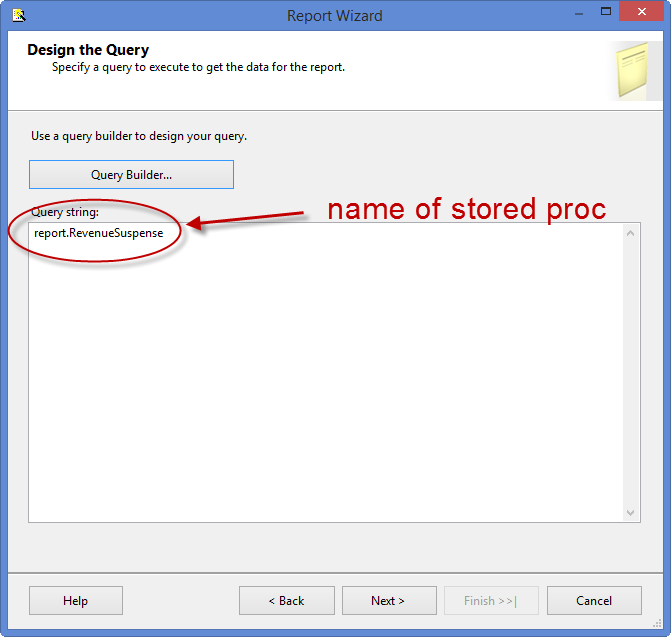 Report Wizard
Design the Query
Specify a query to execute to get the data for the report.
Use a query builder to design your query.
Query Builder...
Query string:
name of stored proc
report.RevenueSuspense
Help
< Back
Next >
Finish >>|
Cancel